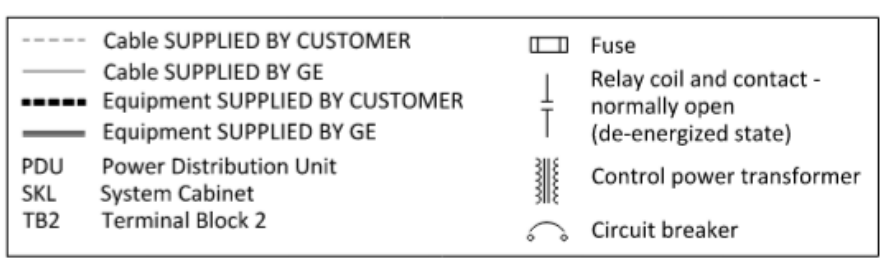 Cable SUPPLIED BY CUSTOMER
Cable SUPPLIED BY GE
Equipment SUPPLIED BY CUSTOMER
Equipment SUPPLIED BY GE
PDU Power Distribution Unit
SKL System Cabinet
TB2 Terminal Block 2
Fuse
Relay coil and contact -
normally open
(de-energized state)
Control power transformer
Circuit breaker